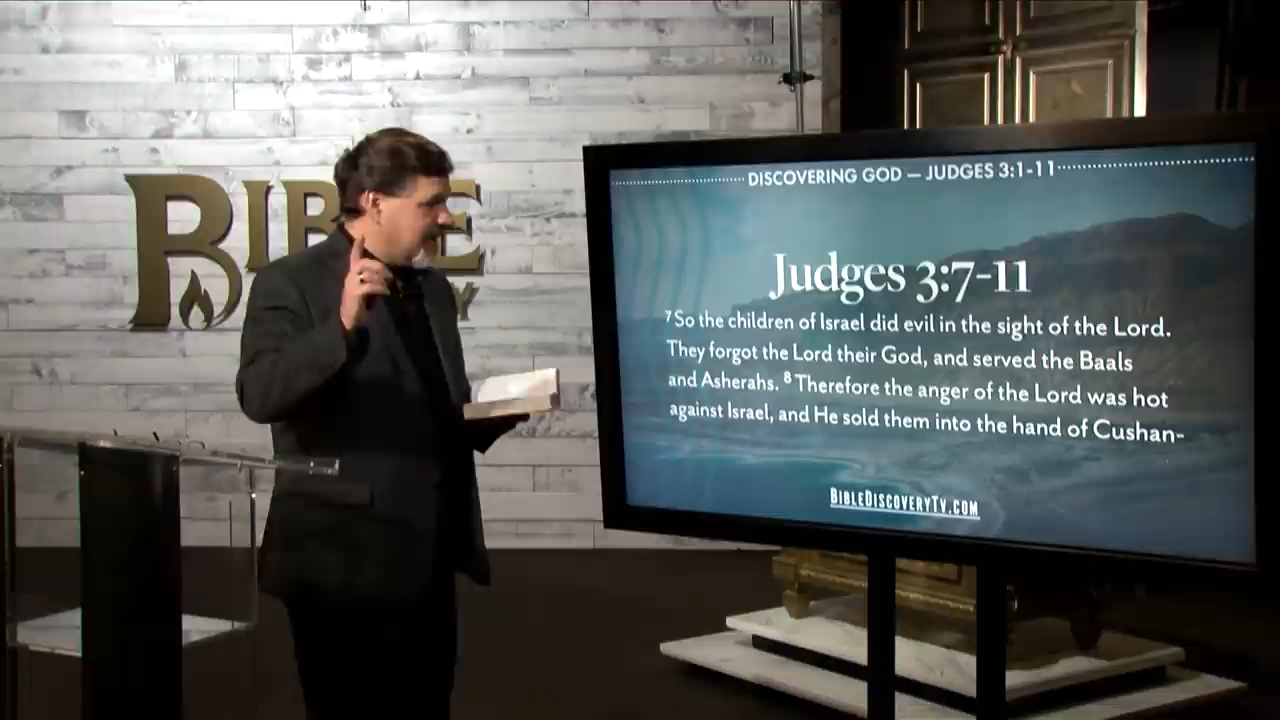 BIBLE
DISCOVERING GOD — JUDGES 3:1-11
Judges 3:7-11
7 So the children of Israel did evil in the sight of the Lord.
They forgot the Lord their God, and served the Baals
and Asherahs. 8 Therefore the anger of the Lord was hot
against Israel, and He sold them into the hand of Cushan-
BIBLEDISCOVERYTV.COM